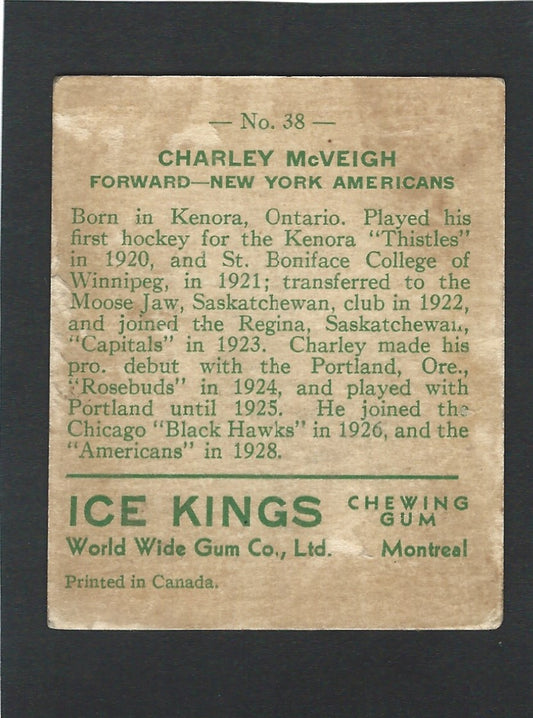 — No. 38 —
CHARLEY McVEIGH
FORWARD—NEW YORK AMERICANS
Born in Kenora, Ontario. Played his
first hockey for the Kenora "Thistles"
in 1920, and St. Boniface College of
Winnipeg, in 1921; transferred to the
Moose Jaw, Saskatchewan, club in 1922,
and joined the Regina, Saskatchewan,
"Capitals" in 1923. Charley made his
pro. debut with the Portland, Ore.,
"Rosebuds" in 1924, and played with
Portland until 1925. He joined the
Chicago "Black Hawks" in 1926, and the
"Americans" in 1928.
ICE KINGS CHEWING GUM
World Wide Gum Co., Ltd. Montreal
Printed in Canada.